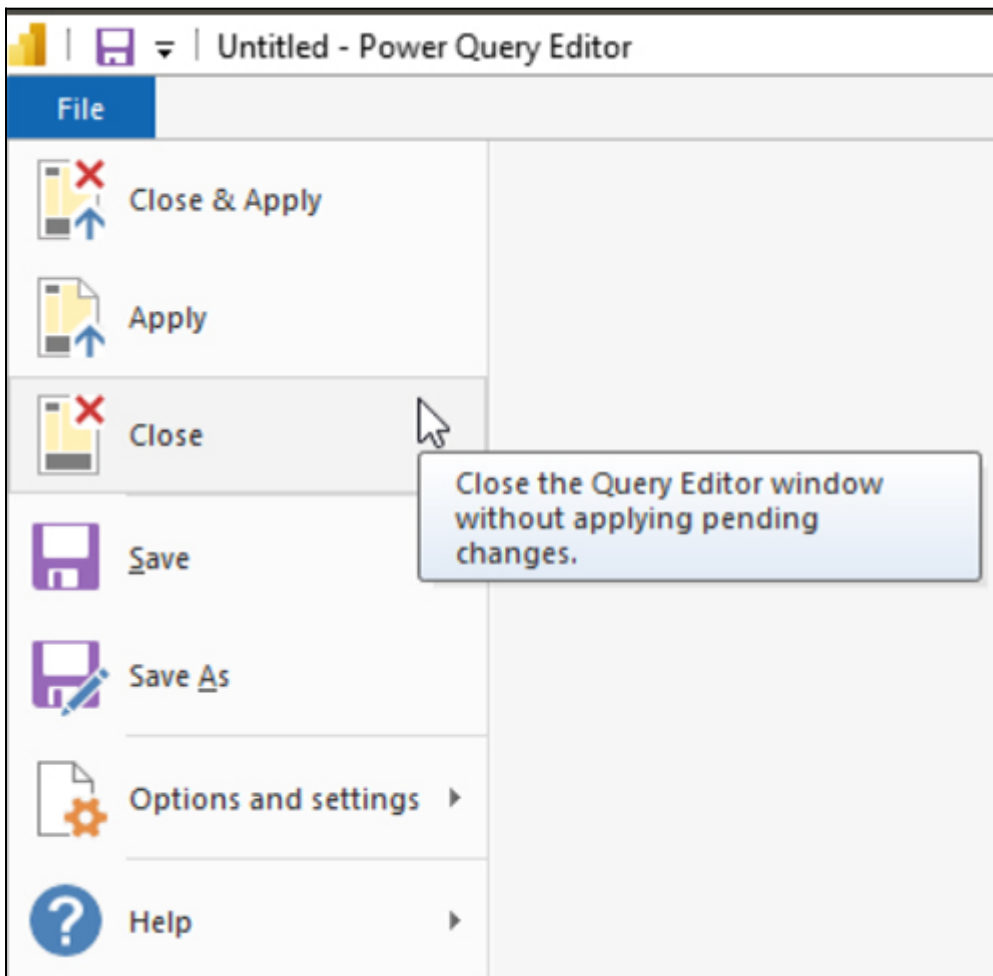 Untitled - Power Query Editor
File
Close & Apply
Apply
Close
Close the Query Editor window
without applying pending
changes.
Save
Save As
Options and settings
Help